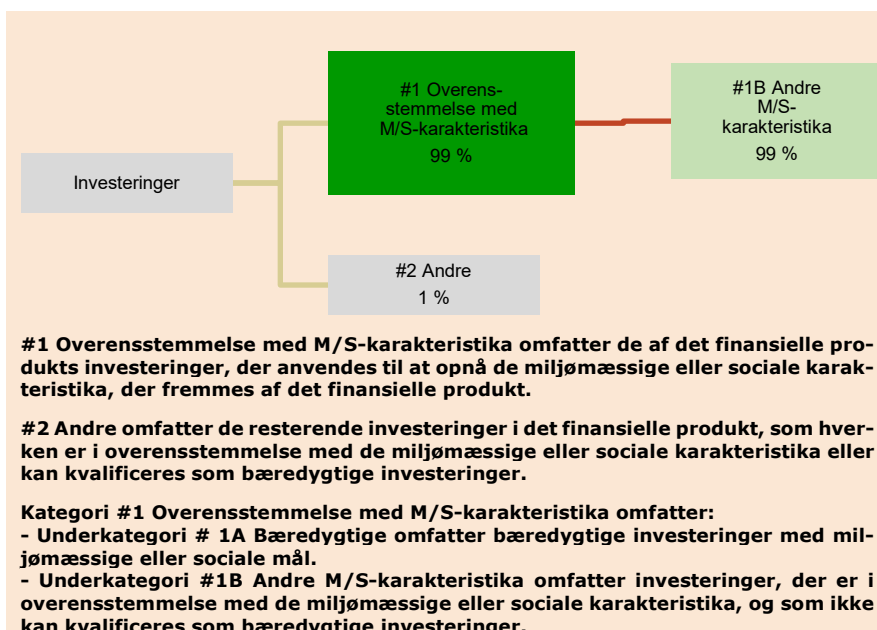 #1 Overens-
stemmelse med
M/S-karakteristika
99 %
#1B Andre
M/S-
karakteristika
99 %
Investeringer
#2 Andre
1 %
#1 Overensstemmelse med M/S-karakteristika omfatter de af det finansielle pro-
dukts investeringer, der anvendes til at opnå de miljømæssige eller sociale karak-
teristika, der fremmes af det finansielle produkt.
#2 Andre omfatter de resterende investeringer i det finansielle produkt, som hver-
ken er i overensstemmelse med de miljømæssige eller sociale karakteristika eller
kan kvalificeres som bæredygtige investeringer.
Kategori #1 Overensstemmelse med M/S-karakteristika omfatter:
- Underkategori # 1A Bæredygtige omfatter bæredygtige investeringer med mil-
jømæssige eller sociale mål.
- Underkategori #1B Andre M/S-karakteristika omfatter investeringer, der er i
overensstemmelse med de miljømæssige eller sociale karakteristika, og som ikke
kan kvalificeres som bæredygtige investeringer.